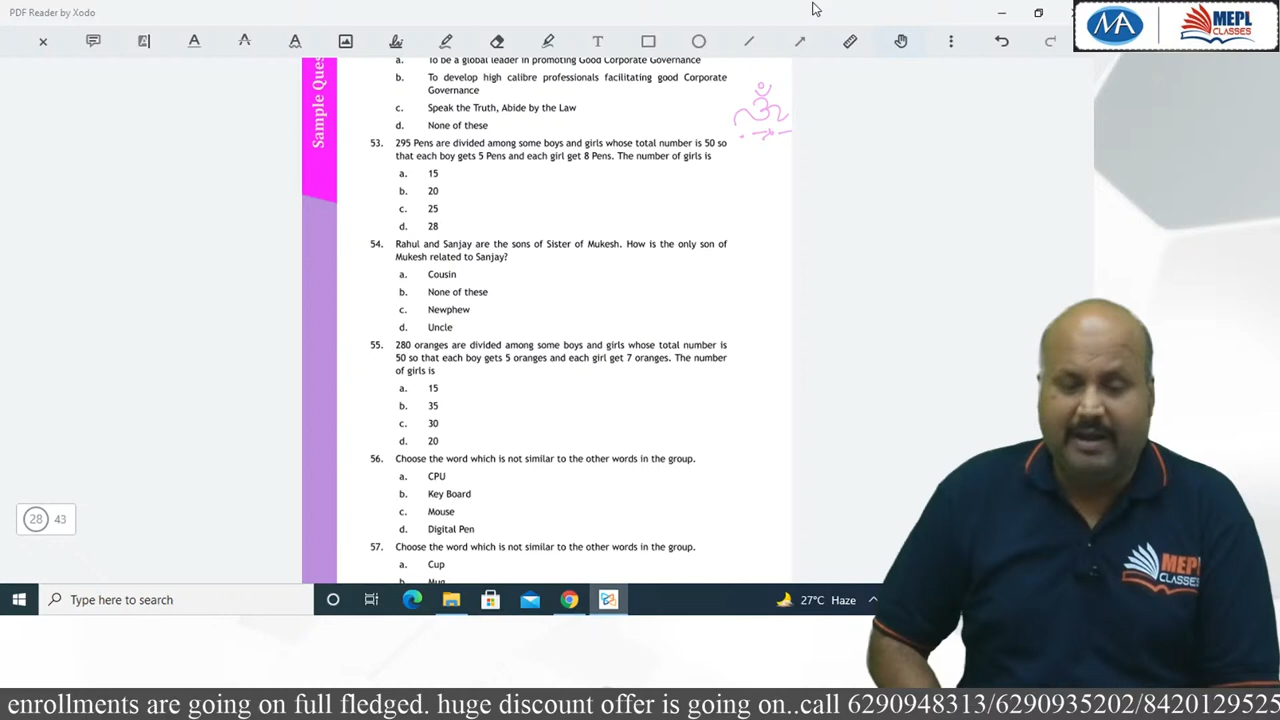 PDF Reader by Xodo
MA
MEPL
CLASSES
Sample Ques
a. To be a global leader in promoting Good Corporate Governance
b. To develop high calibre professionals facilitating good Corporate
Governance
c. Speak the Truth, Abide by the Law
d. None of these
53. 295 Pens are divided among some boys and girls whose total number is 50 so
that each boy gets 5 Pens and each girl get 8 Pens. The number of girls is
a. 15
b. 20
c. 25
d. 28
54. Rahul and Sanjay are the sons of Sister of Mukesh. How is the only son of
Mukesh related to Sanjay?
a. Cousin
b. None of these
c. Newphew
d. Uncle
55. 280 oranges are divided among some boys and girls whose total number is
50 so that each boy gets 5 oranges and each girl get 7 oranges. The number
of girls is
a. 15
b. 35
c. 30
d. 20
56. Choose the word which is not similar to the other words in the group.
a. CPU
b. Key Board
c. Mouse
d. Digital Pen
57. Choose the word which is not similar to the other words in the group.
a. Cup
b. Mug
28 43
MEPL
CLASSES
Type here to search
27°C Haze
enrollments are going on full fledged. huge discount offer is going on..call 6290948313/6290935202/8420129525